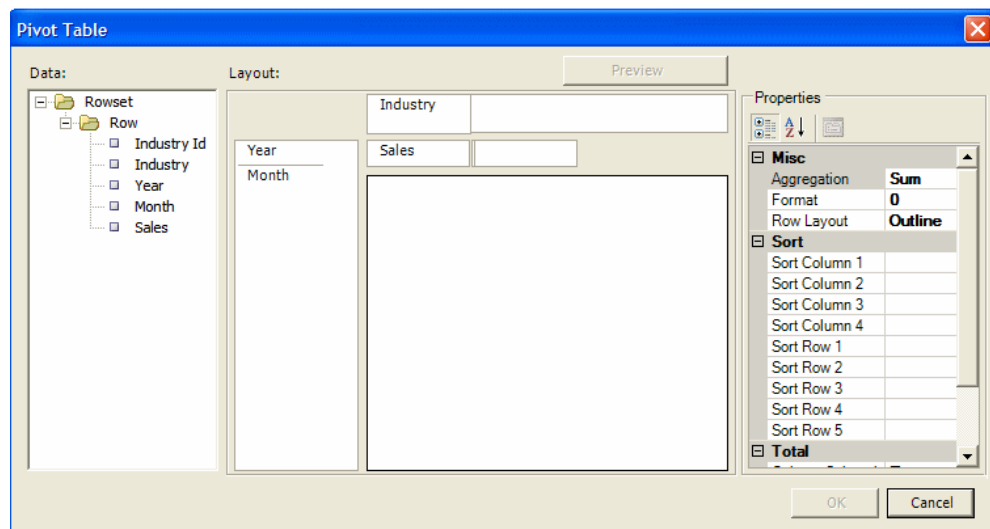 Pivot Table
Data:
Layout:
Preview
Rowset
Row
Industry Id
Industry
Year
Month
Sales
Industry
Year
Month
Sales
Properties
Misc
Aggregation Sum
Format 0
Row Layout Outline
Sort
Sort Column 1
Sort Column 2
Sort Column 3
Sort Column 4
Sort Row 1
Sort Row 2
Sort Row 3
Sort Row 4
Sort Row 5
Total
OK
Cancel